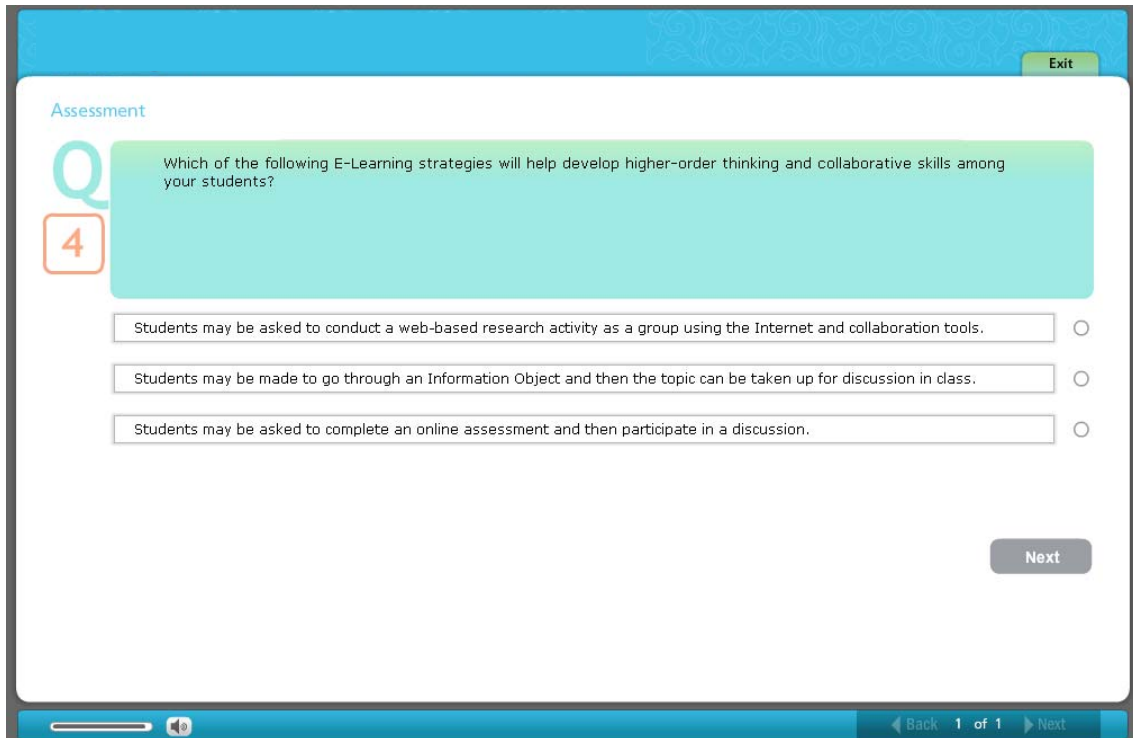 Exit
Assessment
Q
4
Which of the following E-Learning strategies will help develop higher-order thinking and collaborative skills among
your students?
Students may be asked to conduct a web-based research activity as a group using the Internet and collaboration tools.
Students may be made to go through an Information Object and then the topic can be taken up for discussion in class.
Students may be asked to complete an online assessment and then participate in a discussion.
Next
Back 1 of 1 Next